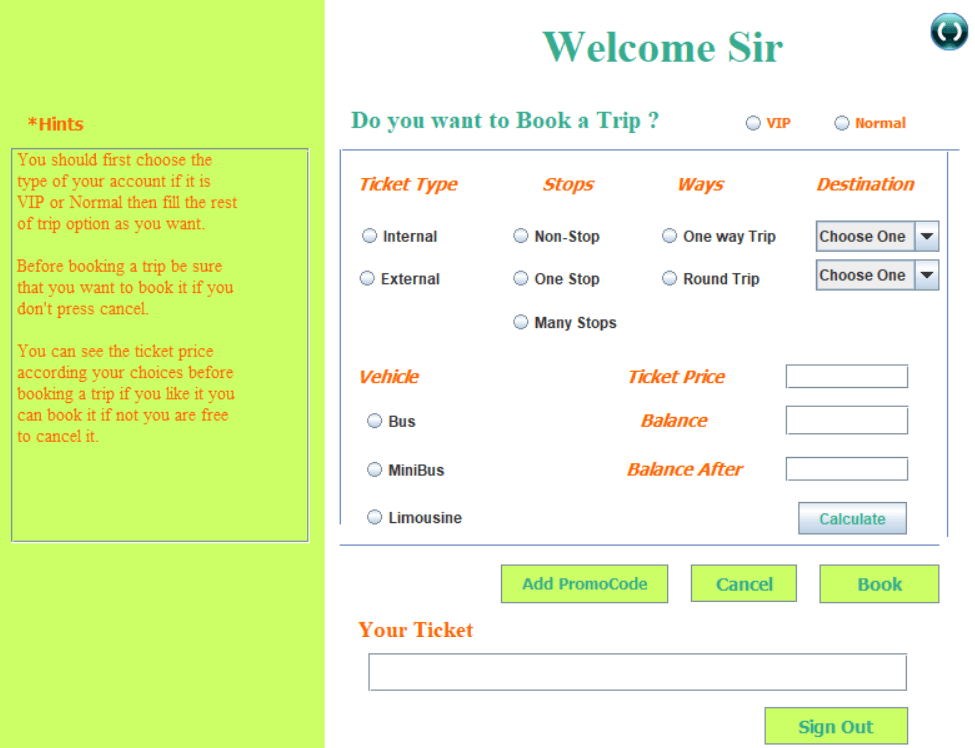 Welcome Sir
*Hints
You should first choose the
type of your account if it is
VIP or Normal then fill the rest
of trip option as you want.
Before booking a trip be sure
that you want to book it if you
don't press cancel.
You can see the ticket price
according your choices before
booking a trip if you like it you
can book it if not you are free
to cancel it.
Do you want to Book a Trip ?
VIP
Normal
Ticket Type Stops Ways Destination
Internal Non-Stop One way Trip Choose One
External One Stop Round Trip Choose One
Many Stops
Vehicle Ticket Price
Bus Balance
MiniBus Balance After
Limousine Calculate
Add PromoCode Cancel Book
Your Ticket
Sign Out